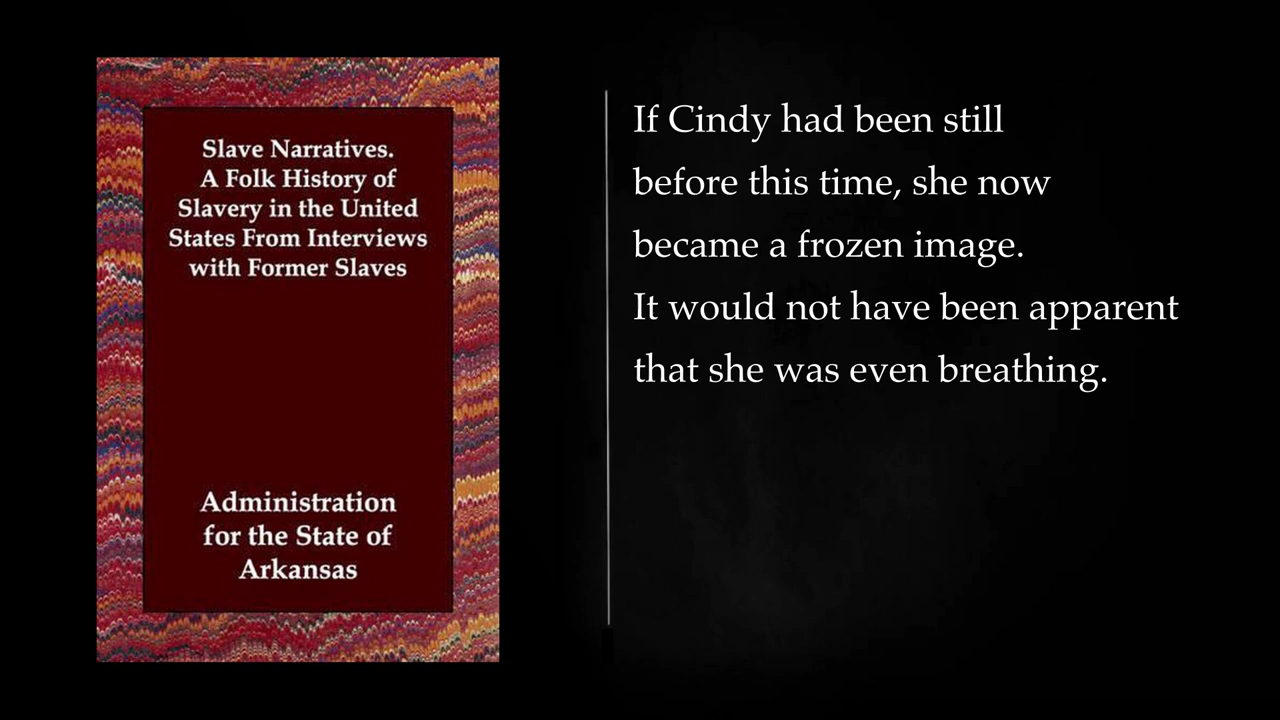 Slave Narratives.
A Folk History of
Slavery in the United
States From Interviews
with Former Slaves
Administration
for the State of
Arkansas
If Cindy had been still
before this time, she now
became a frozen image.
It would not have been apparent
that she was even breathing.